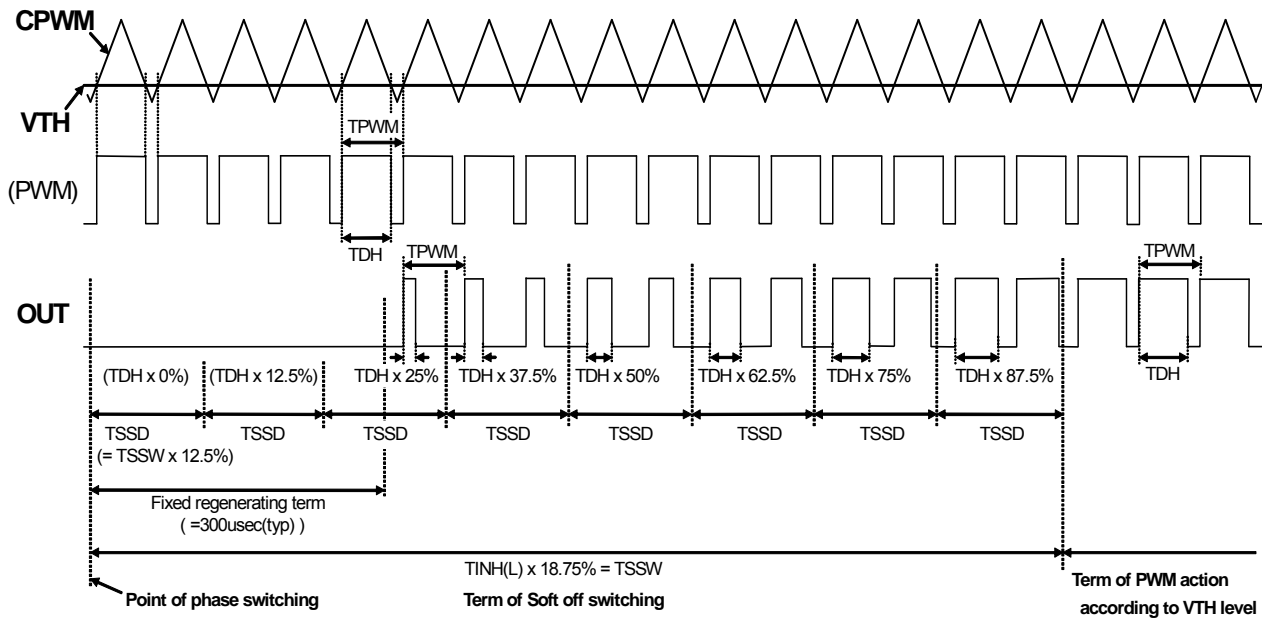 CPWM
VTH
TPWM
(PWM)
TDH
TPWM
TPWM
OUT
(TDH x 0%)
(TDH x 12.5%)
TDH x 25%
TDH x 37.5%
TDH x 50%
TDH x 62.5%
TDH x 75%
TDH x 87.5%
TDH
TSSD
TSSD
TSSD
TSSD
TSSD
TSSD
TSSD
TSSD
(= TSSW x 12.5%)
Fixed regenerating term
( =300usec(typ) )
TINH(L) x 18.75% = TSSW
Point of phase switching
Term of Soft off switching
Term of PWM action
according to VTH level